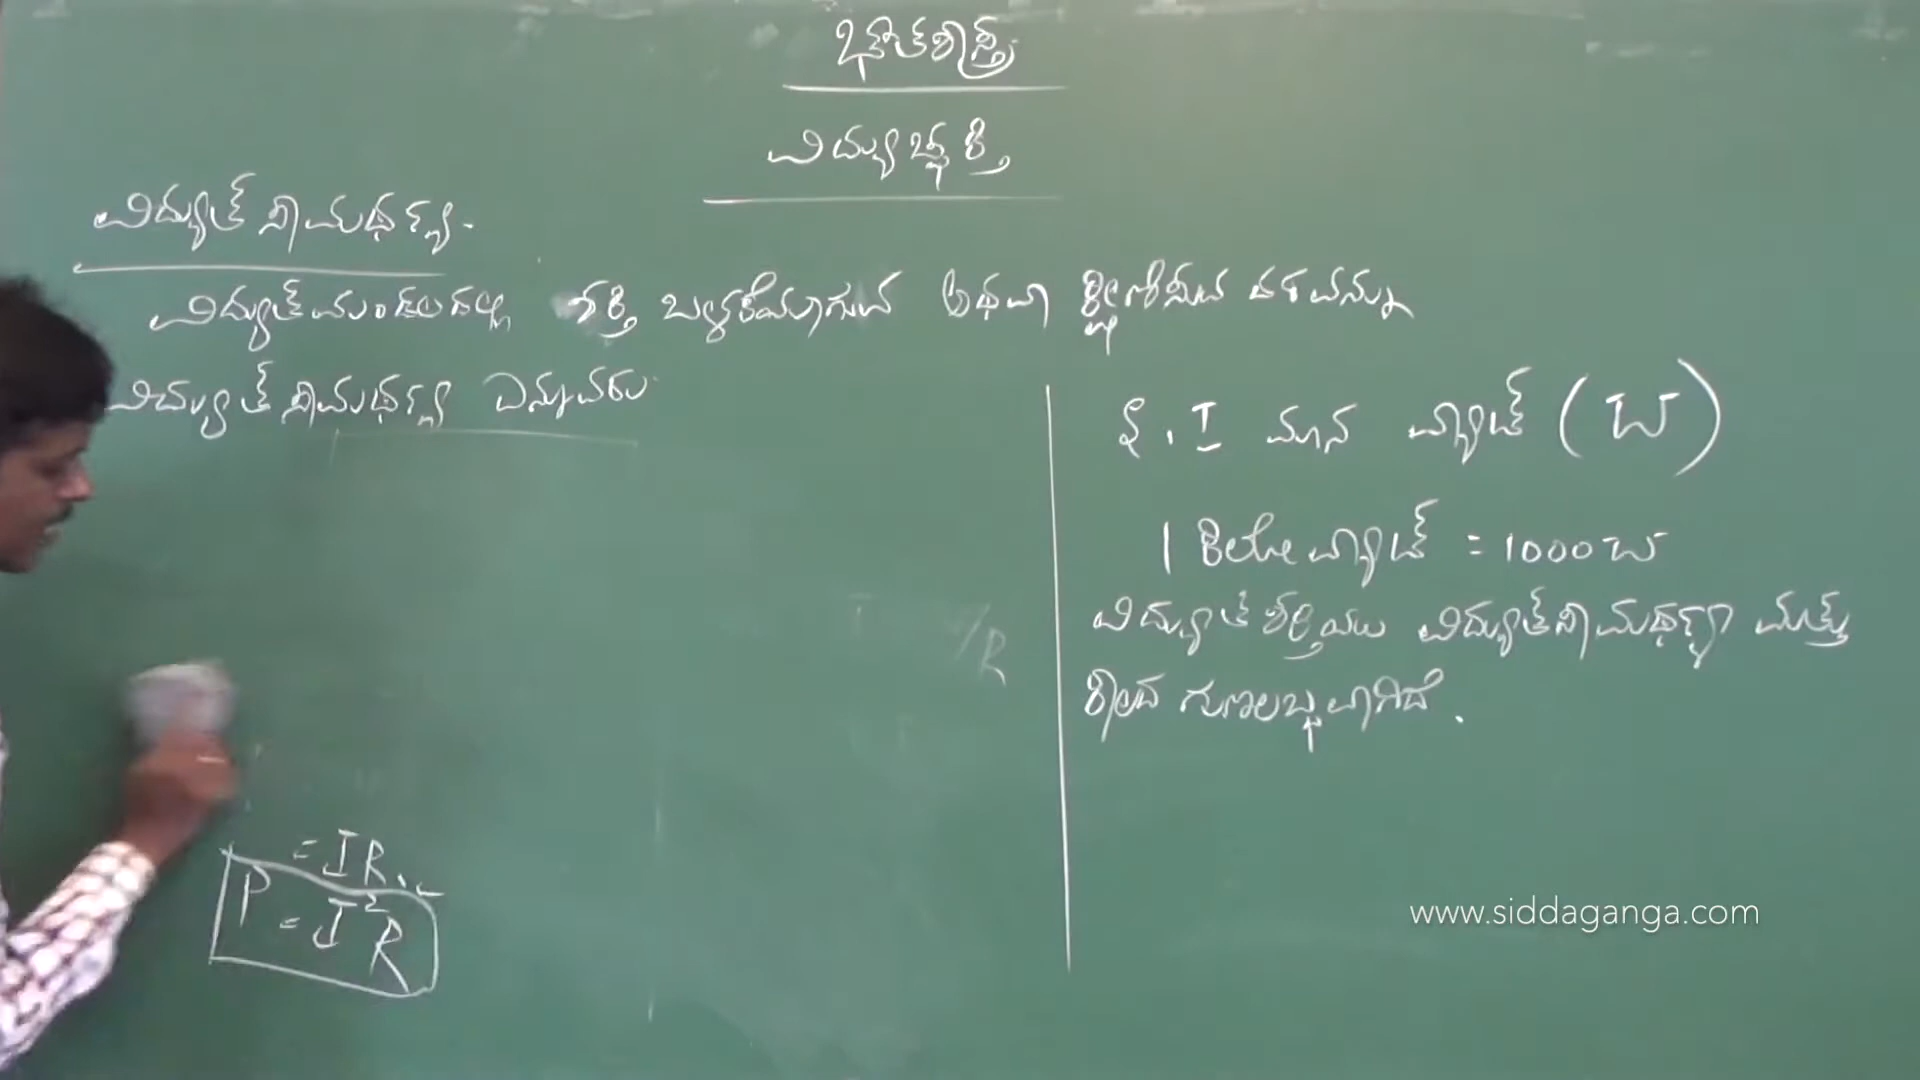 ಭೌತಶಾಸ್ತ್ರ
ವಿದ್ಯುಚ್ಛಕ್ತಿ
ವಿದ್ಯುತ್ ಸಾಮರ್ಥ್ಯ -
ವಿದ್ಯುತ್ ಮಂಡಲದಲ್ಲಿ ಶಕ್ತಿ ಬಳಕೆಯಾಗುವ ಅಥವಾ ಕ್ಷೀಣಿಸುವ ದರವನ್ನು
ವಿದ್ಯುತ್ ಸಾಮರ್ಥ್ಯ ಎನ್ನುವರು
= IR.
P = I²R
V/R
S.I ಮಾನ ವ್ಯಾಟ್ (W)
1 ಕಿಲೋ ವ್ಯಾಟ್ = 1000 W
ವಿದ್ಯುತ್ ಶಕ್ತಿಯು ವಿದ್ಯುತ್ ಸಾಮರ್ಥ್ಯ ಮತ್ತು
ಕಾಲದ ಗುಣಲಬ್ಧವಾಗಿದೆ.
www.siddaganga.com